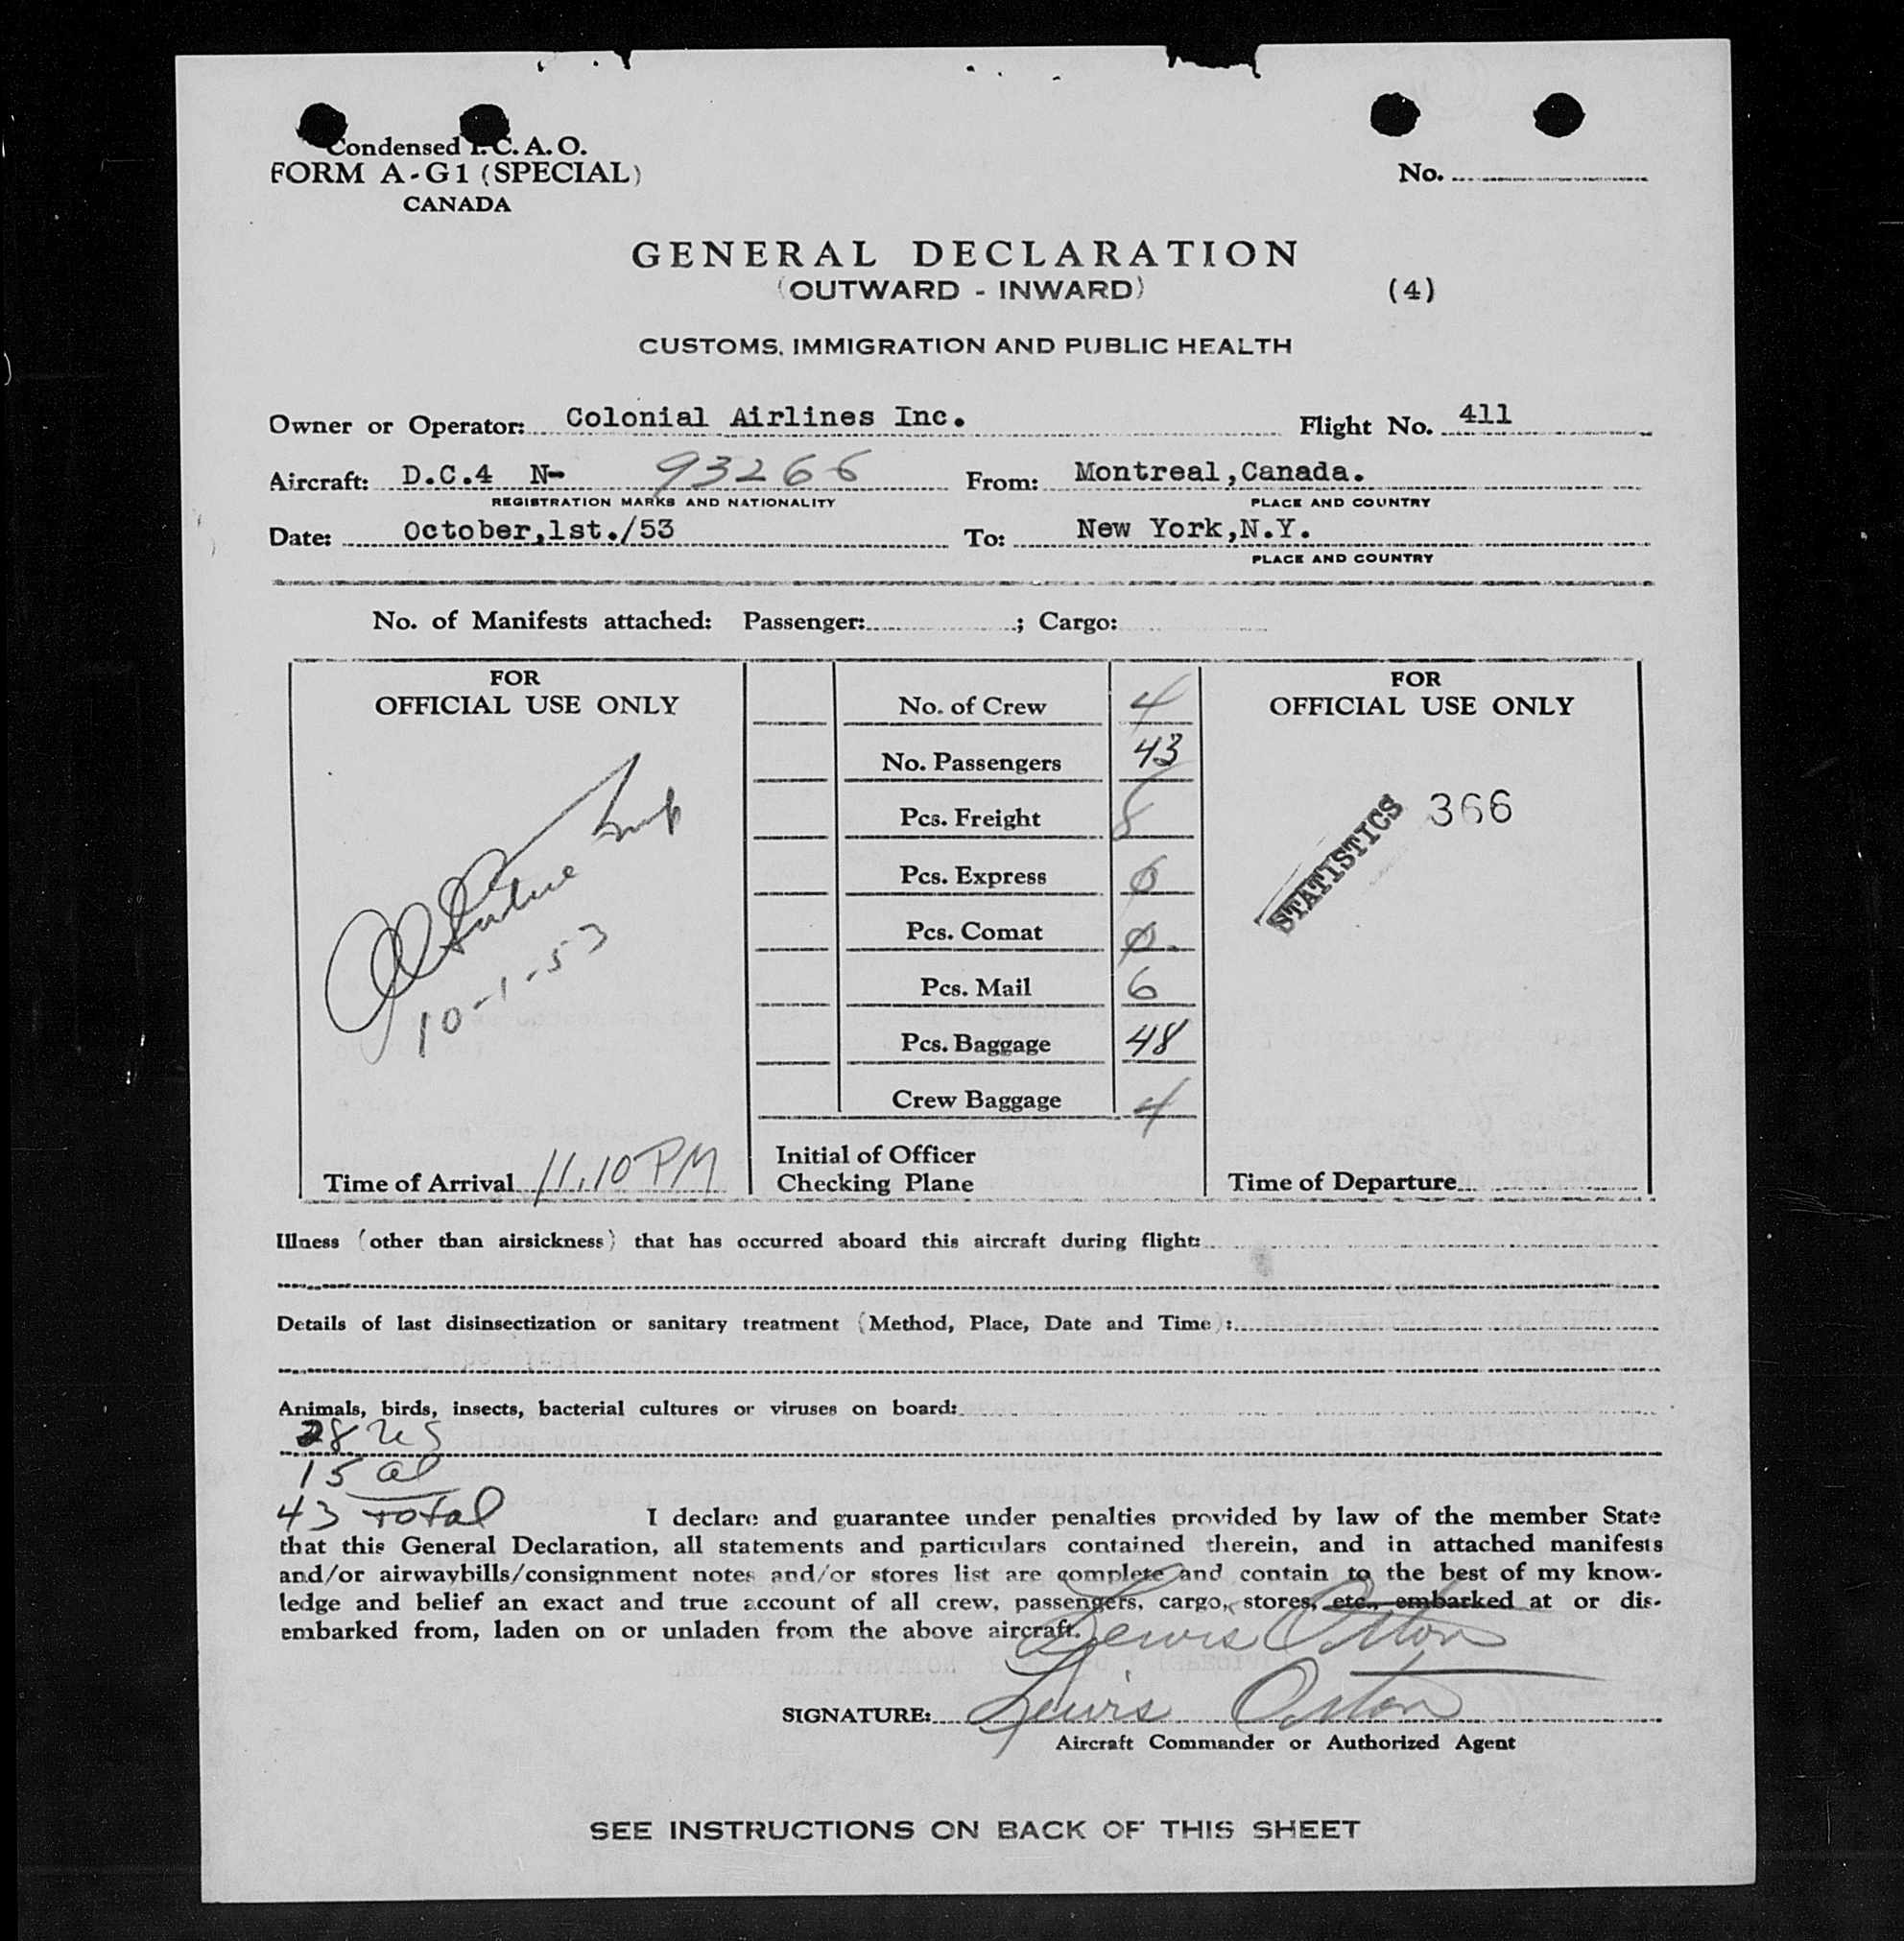 Condensed I.C.A.O.
FORM A-G1 (SPECIAL)
CANADA
No.
GENERAL DECLARATION
(OUTWARD - INWARD) (4)
CUSTOMS, IMMIGRATION AND PUBLIC HEALTH
Owner or Operator: Colonial Airlines Inc. Flight No. 411
Aircraft: D.C.4 N- 93266 From: Montreal,Canada.
REGISTRATION MARKS AND NATIONALITY PLACE AND COUNTRY
Date: October,1st./53 To: New York,N.Y.
PLACE AND COUNTRY
No. of Manifests attached: Passenger: ; Cargo:
FOR
OFFICIAL USE ONLY
10-1-53
Time of Arrival 11.10 PM
No. of Crew 4
No. Passengers 43
Pcs. Freight 8
Pcs. Express 0
Pcs. Comat 0
Pcs. Mail 6
Pcs. Baggage 48
Crew Baggage 4
Initial of Officer
Checking Plane
FOR
OFFICIAL USE ONLY
STATISTICS 366
Time of Departure
Illness (other than airsickness) that has occurred aboard this aircraft during flight:
Details of last disinsectization or sanitary treatment (Method, Place, Date and Time):
Animals, birds, insects, bacterial cultures or viruses on board:
28 US
15 al
43 total
I declare and guarantee under penalties provided by law of the member State
that this General Declaration, all statements and particulars contained therein, and in attached manifests
and/or airwaybills/consignment notes and/or stores list are complete and contain to the best of my know-
ledge and belief an exact and true account of all crew, passengers, cargo, stores, etc., embarked at or dis-
embarked from, laden on or unladen from the above aircraft.
Lewis Orton
SIGNATURE: Lewis Orton
Aircraft Commander or Authorized Agent
SEE INSTRUCTIONS ON BACK OF THIS SHEET